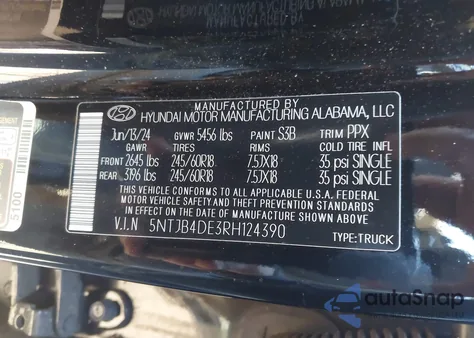 MANUFACTURED BY
HYUNDAI MOTOR MANUFACTURING ALABAMA, LLC
Jun/13/24 GVWR 5456 lbs PAINT S3B TRIM PPX
GAWR TIRES RIMS COLD TIRE INFL
FRONT 2645 lbs 245/60R18 7.5JX18 35 psi SINGLE
REAR 3196 lbs 245/60R18 7.5JX18 35 psi SINGLE
THIS VEHICLE CONFORMS TO ALL APPLICABLE U.S.A. FEDERAL
MOTOR VEHICLE SAFETY STANDARDS IN EFFECT ON THE
DATE OF MANUFACTURE SHOWN ABOVE
V.I.N 5NTJB4DE3RH124390
TYPE:TRUCK
5100
autoSnap